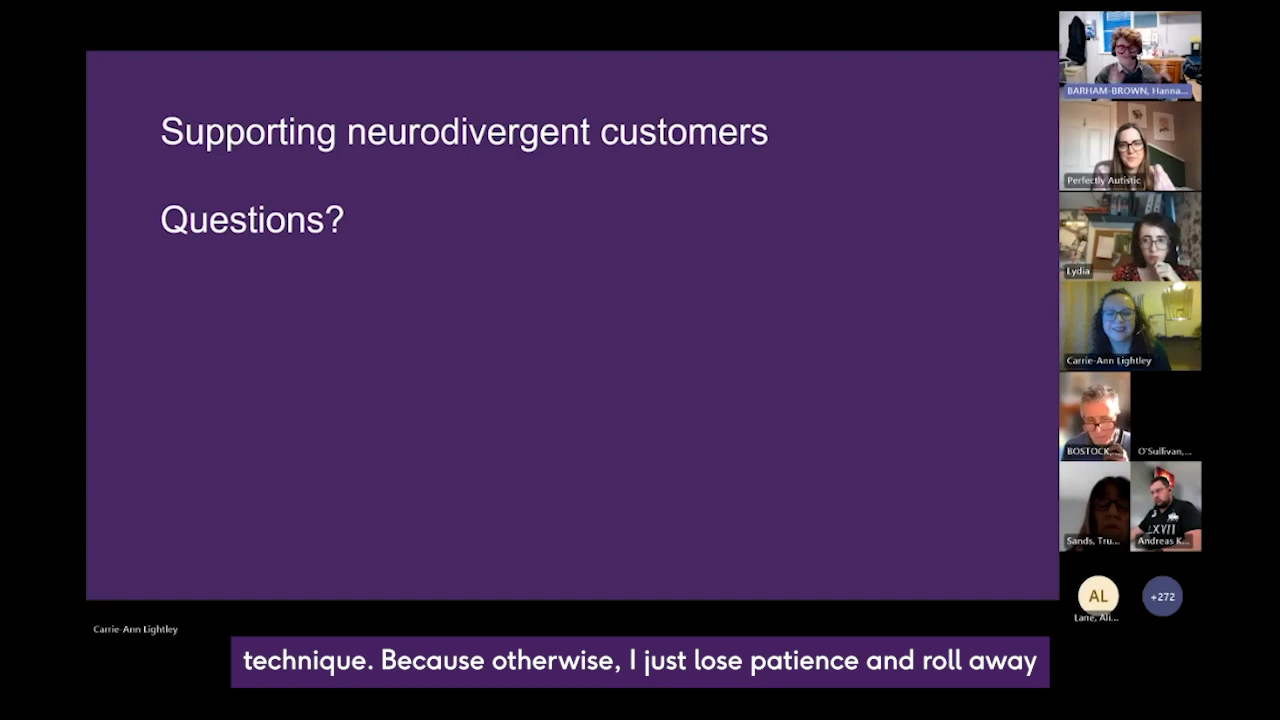 Supporting neurodivergent customers
Questions?
BARHAM-BROWN, Hanna...
Perfectly Autistic
Lydia
Carrie-Ann Lightley
BOSTOCK,...
O'Sullivan,...
LXVII
Sands, Tru...
Andreas K...
AL
+272
Lane, Ali...
Carrie-Ann Lightley
technique. Because otherwise, I just lose patience and roll away